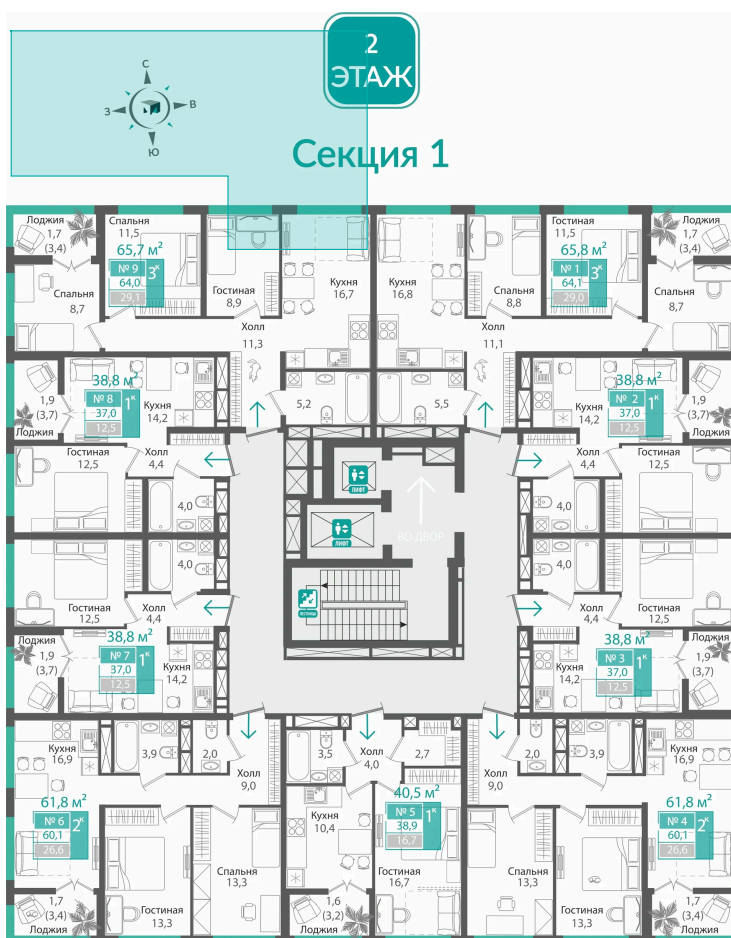 2
ЭТАЖ
С
З
В
Ю
Секция 1
Лоджия
1,7
(3,4)
Спальня
11,5
65,7 м²
№ 9
64,0
29,1
3к
Спальня
8,7
Гостиная
8,9
Кухня
16,7
Холл
11,3
5,2
Кухня
16,8
Спальня
8,8
Гостиная
11,5
65,8 м²
№ 1
64,1
29,0
3к
Лоджия
1,7
(3,4)
Спальня
8,7
Холл
11,1
5,5
38,8 м²
№ 8
37,0
12,5
1к
1,9
(3,7)
Лоджия
Кухня
14,2
Гостиная
12,5
Холл
4,4
4,0
38,8 м²
№ 2
37,0
12,5
1к
Кухня
14,2
1,9
(3,7)
Лоджия
Холл
4,4
Гостиная
12,5
4,0
ЛИФТ
ЛИФТ
ВО ДВОР
ЛЕСТНИЦА
4,0
Гостиная
12,5
Холл
4,4
Лоджия
1,9
(3,7)
38,8 м²
№ 7
37,0
12,5
1к
Кухня
14,2
4,0
Холл
4,4
Гостиная
12,5
38,8 м²
№ 3
37,0
12,5
1к
Кухня
14,2
Лоджия
1,9
(3,7)
Кухня
16,9
61,8 м²
№ 6
60,1
26,6
2к
3,9
2,0
Холл
9,0
Спальня
13,3
Гостиная
13,3
1,7
(3,4)
Лоджия
3,5
Холл
4,0
2,7
Кухня
10,4
40,5 м²
№ 5
38,9
16,7
1к
Гостиная
16,7
1,6
(3,2)
Лоджия
2,0
3,9
Холл
9,0
Кухня
16,9
61,8 м²
№ 4
60,1
26,6
2к
Спальня
13,3
Гостиная
13,3
1,7
(3,4)
Лоджия